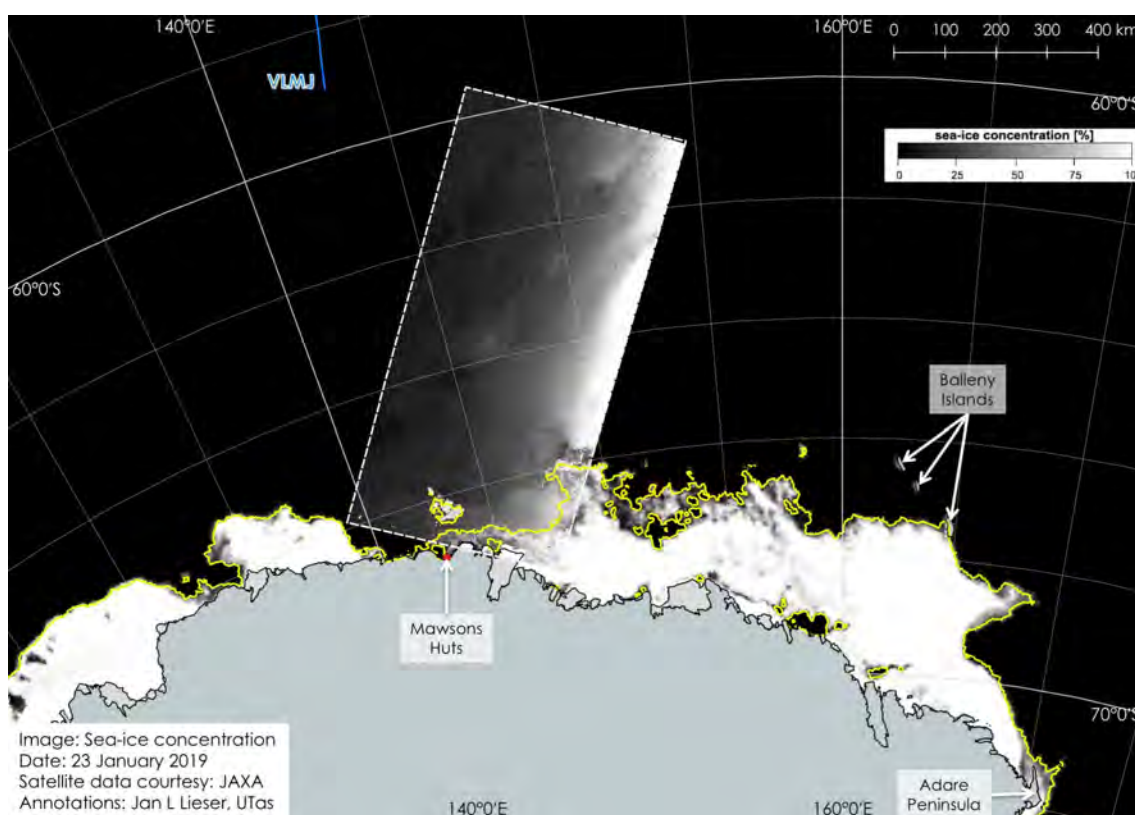 140°0'E
160°0'E
0 100 200 300 400 km
VLMJ
60°0'S
sea-ice concentration [%]
0 25 50 75 10
60°0'S
Balleny
Islands
Mawsons
Huts
70°0'S
Image: Sea-ice concentration
Date: 23 January 2019
Satellite data courtesy: JAXA
Annotations: Jan L Lieser, UTas
140°0'E
160°0'E
Adare
Peninsula